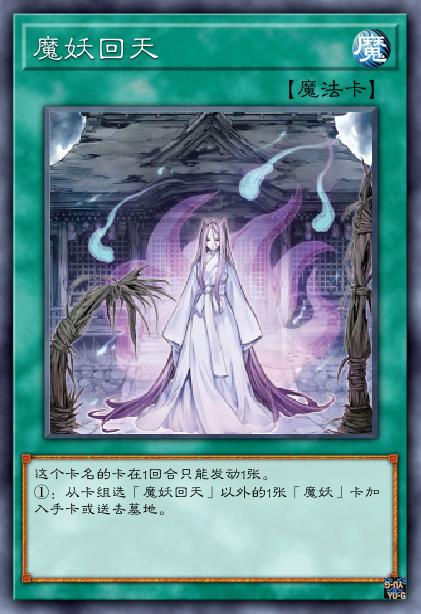 魔妖回天
魔
【魔法卡】
这个卡名的卡在1回合只能发动1张。
①：从卡组选「魔妖回天」以外的1张「魔妖」卡加
入手卡或送去墓地。
YU-G